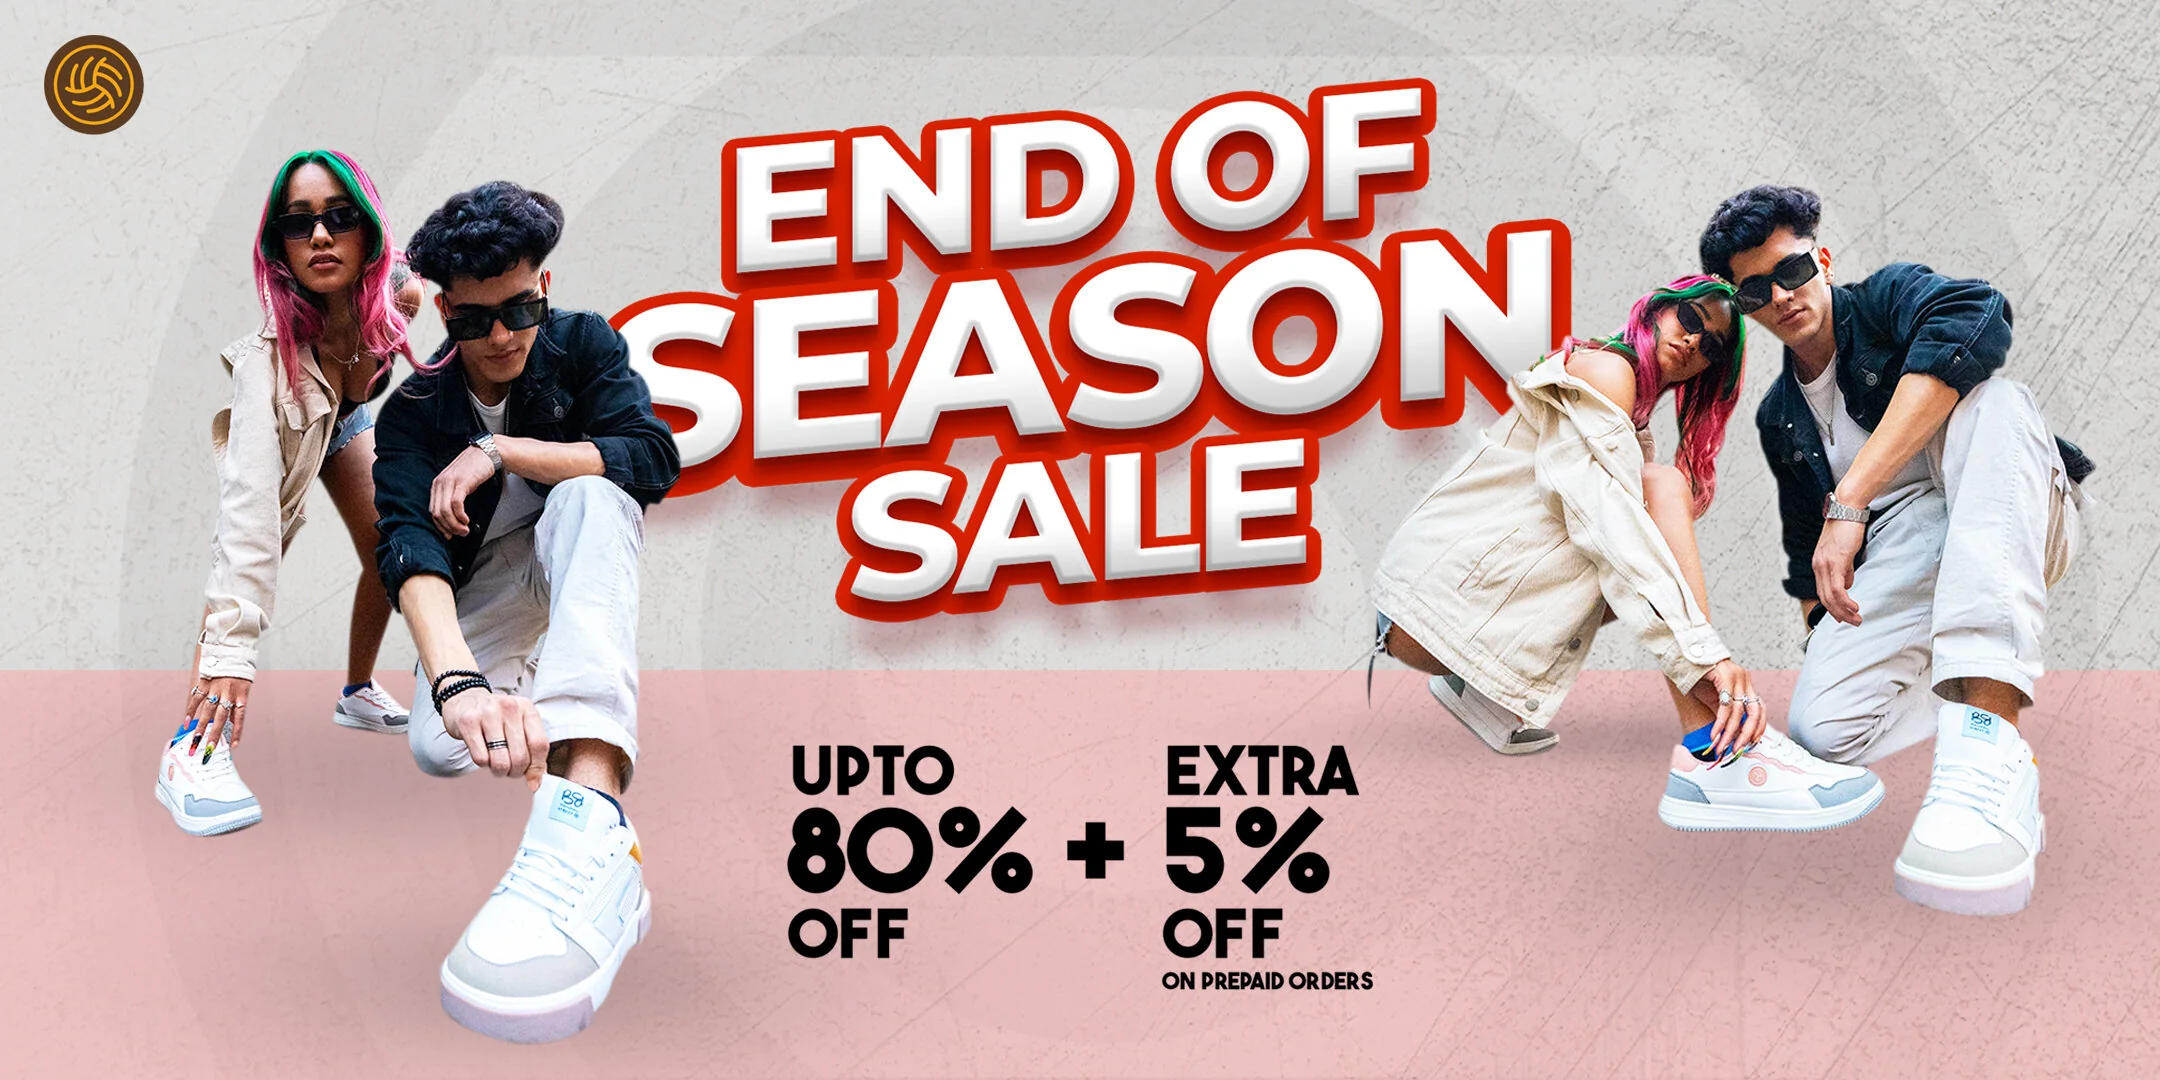 END OF
SEASON
SALE
UPTO
80%
OFF
+
EXTRA
5%
OFF
ON PREPAID ORDERS